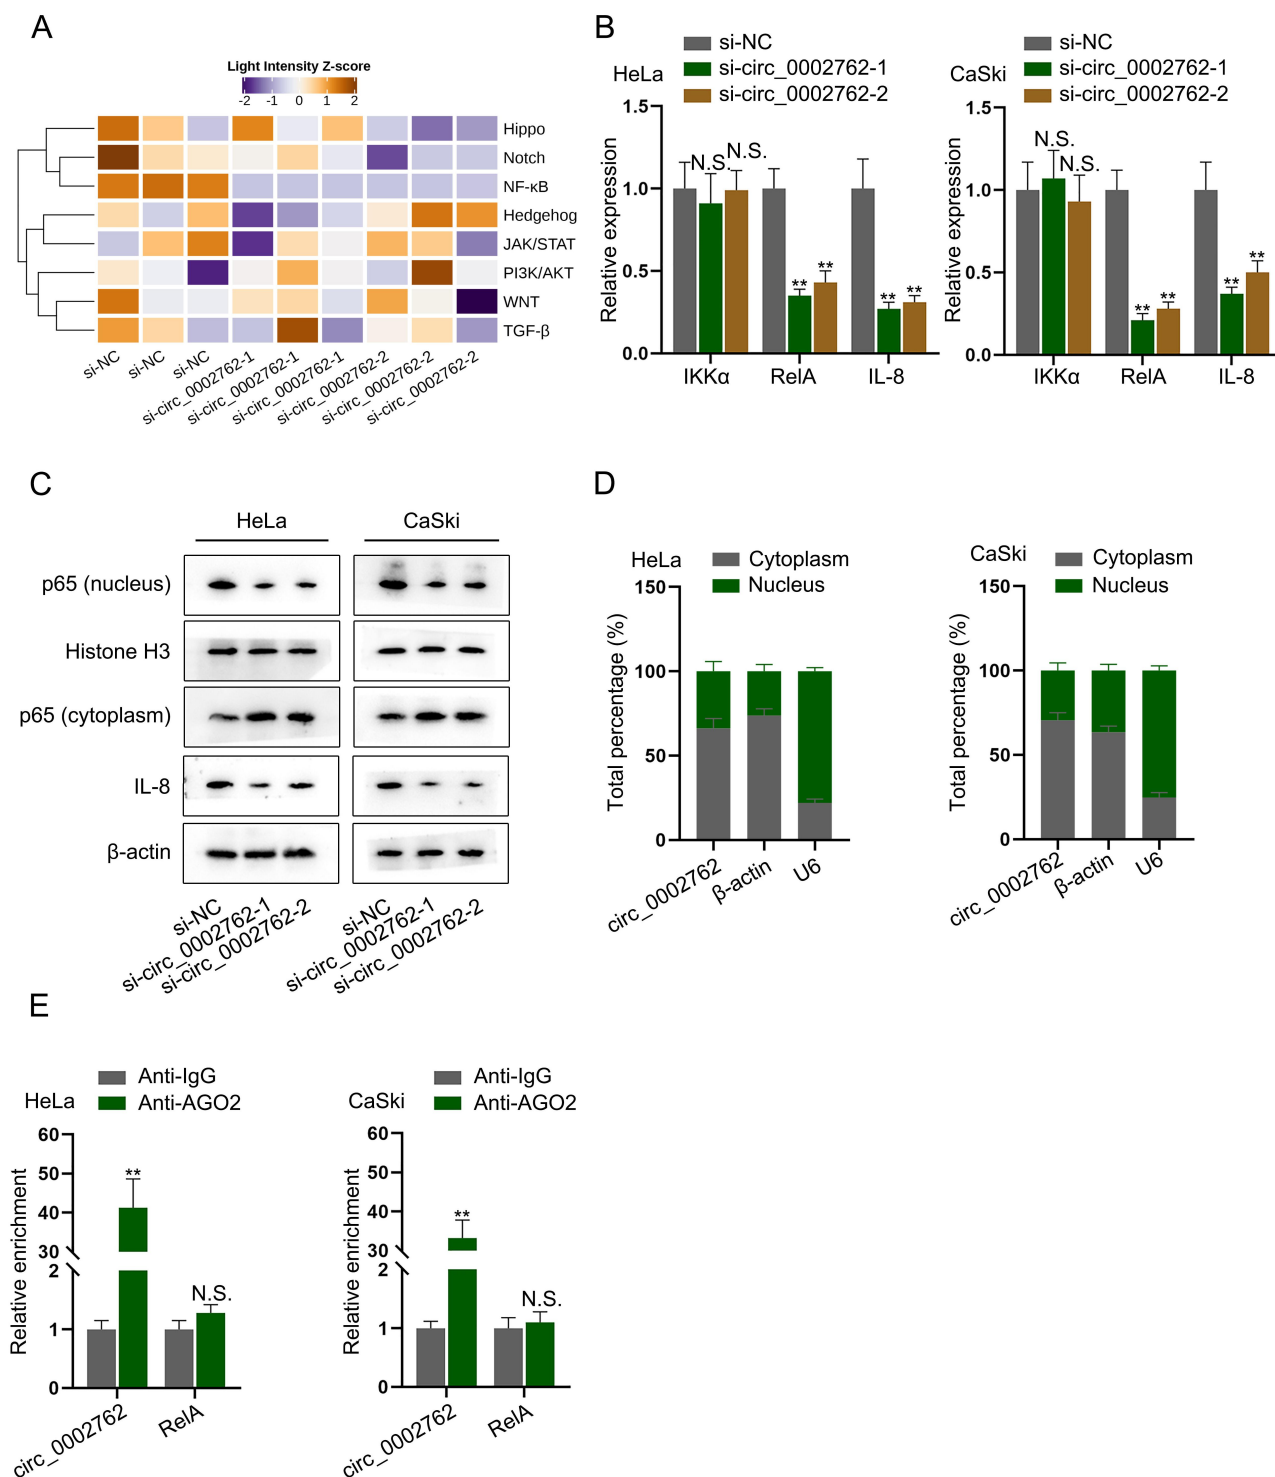 A
Light Intensity Z-score
-2 -1 0 1 2
Hippo
Notch
NF-κB
Hedgehog
JAK/STAT
PI3K/AKT
WNT
TGF-β
si-NC si-NC si-NC si-circ_0002762-1 si-circ_0002762-1 si-circ_0002762-1 si-circ_0002762-2 si-circ_0002762-2 si-circ_0002762-2
B
HeLa
si-NC
si-circ_0002762-1
si-circ_0002762-2
Relative expression
1.5
1.0
0.5
0.0
N.S. N.S.
** ** ** **
IKKα RelA IL-8
CaSki
si-NC
si-circ_0002762-1
si-circ_0002762-2
Relative expression
1.5
1.0
0.5
0.0
N.S.
N.S.
** ** ** **
IKKα RelA IL-8
C
HeLa CaSki
p65 (nucleus)
Histone H3
p65 (cytoplasm)
IL-8
β-actin
si-NC si-circ_0002762-1 si-circ_0002762-2
si-NC si-circ_0002762-1 si-circ_0002762-2
D
HeLa
Cytoplasm
Nucleus
Total percentage (%)
150
100
50
0
circ_0002762 β-actin U6
CaSki
Cytoplasm
Nucleus
Total percentage (%)
150
100
50
0
circ_0002762 β-actin U6
E
HeLa
Anti-IgG
Anti-AGO2
Relative enrichment
60
50
40
30
2
1
0
**
N.S.
circ_0002762 RelA
CaSki
Anti-IgG
Anti-AGO2
Relative enrichment
60
50
40
30
2
1
0
**
N.S.
circ_0002762 RelA